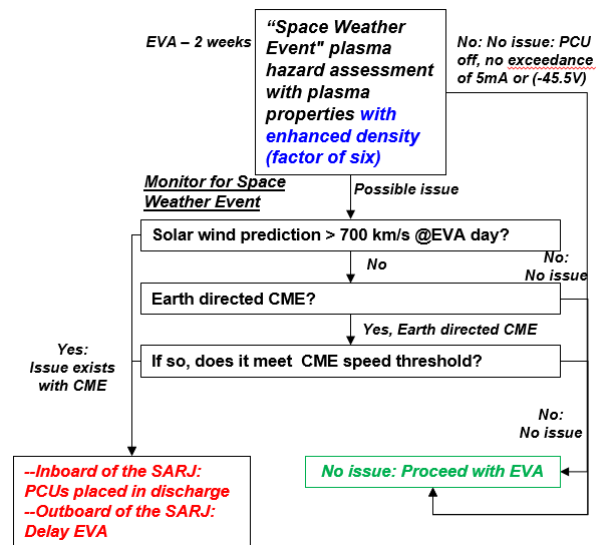 EVA – 2 weeks
“Space Weather
Event" plasma
hazard assessment
with plasma
properties with
enhanced density
(factor of six)
No: No issue: PCU
off, no exceedance
of 5mA or (-45.5V)
Monitor for Space
Weather Event
Possible issue
Solar wind prediction > 700 km/s @EVA day?
No
No:
No issue
Earth directed CME?
Yes, Earth directed CME
Yes:
Issue exists
with CME
If so, does it meet  CME speed threshold?
No:
No issue
--Inboard of the SARJ:
PCUs placed in discharge
--Outboard of the SARJ:
Delay EVA
No issue: Proceed with EVA